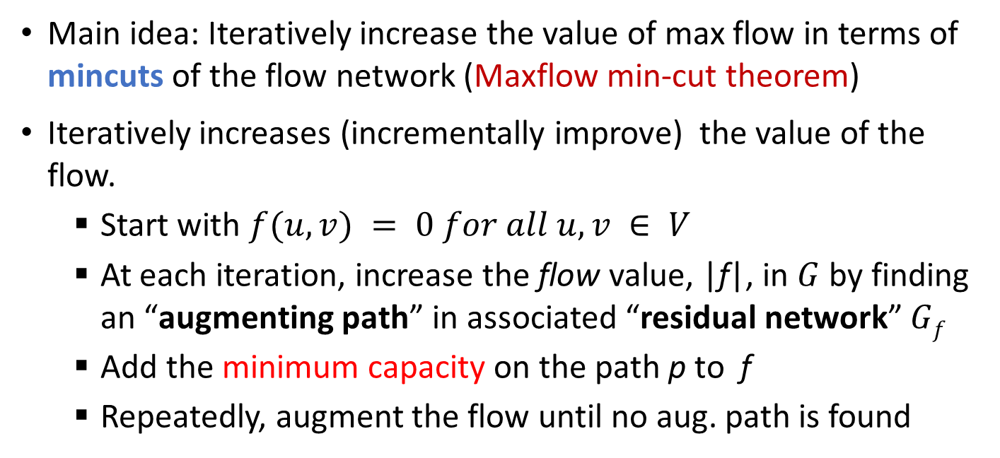 • Main idea: Iteratively increase the value of max flow in terms of
mincuts of the flow network (Maxflow min-cut theorem)
• Iteratively increases (incrementally improve)  the value of the
flow.
▪ Start with f(u, v) = 0 for all u, v ∈ V
▪ At each iteration, increase the flow value, |f|, in G by finding
an “augmenting path” in associated “residual network” G_f
▪ Add the minimum capacity on the path p to f
▪ Repeatedly, augment the flow until no aug. path is found